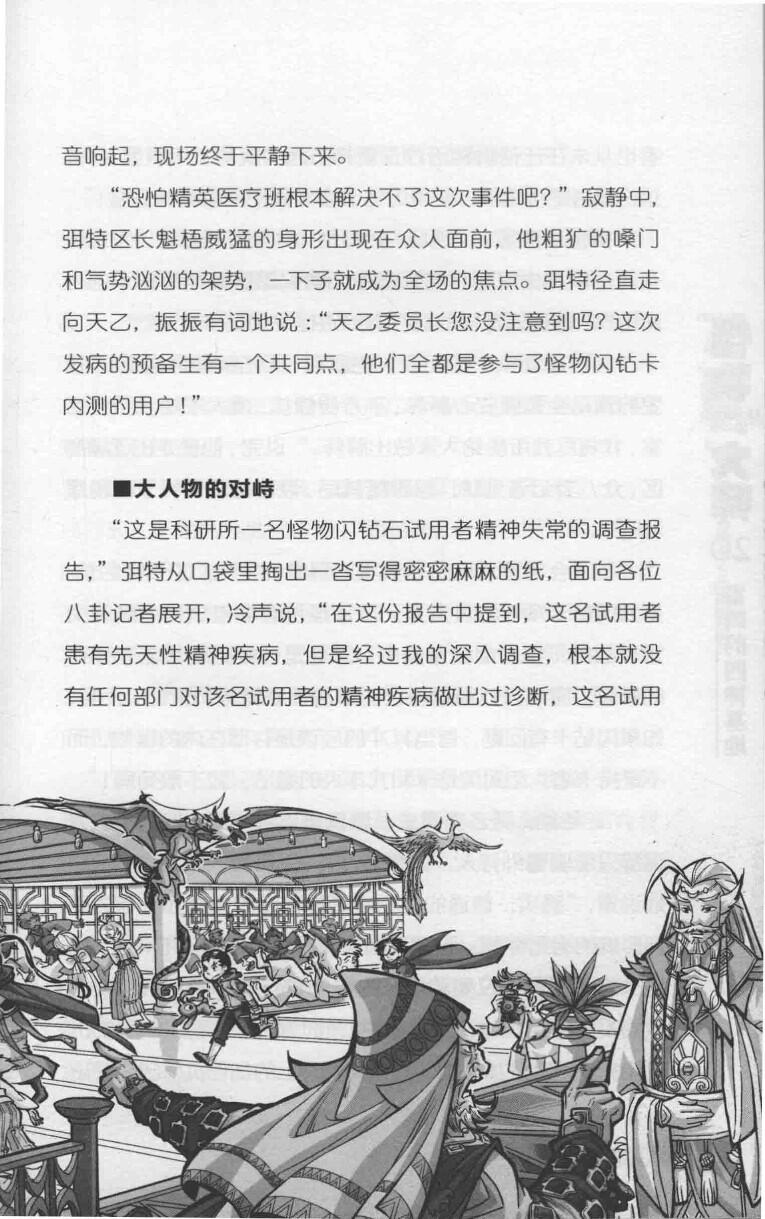 音响起，现场终于平静下来。
“恐怕精英医疗班根本解决不了这次事件吧？”寂静中，
弭特区长魁梧威猛的身形出现在众人面前，他粗犷的嗓门
和气势汹汹的架势，一下子就成为全场的焦点。弭特径直走
向天乙，振振有词地说：“天乙委员长您没注意到吗？这次
发病的预备生有一个共同点，他们全都是参与了怪物闪钻卡
内测的用户！”
■大人物的对峙
“这是科研所一名怪物闪钻石试用者精神失常的调查报
告，”弭特从口袋里掏出一沓写得密密麻麻的纸，面向各位
八卦记者展开，冷声说，“在这份报告中提到，这名试用者
患有先天性精神疾病，但是经过我的深入调查，根本就没
有任何部门对该名试用者的精神疾病做出过诊断，这名试用